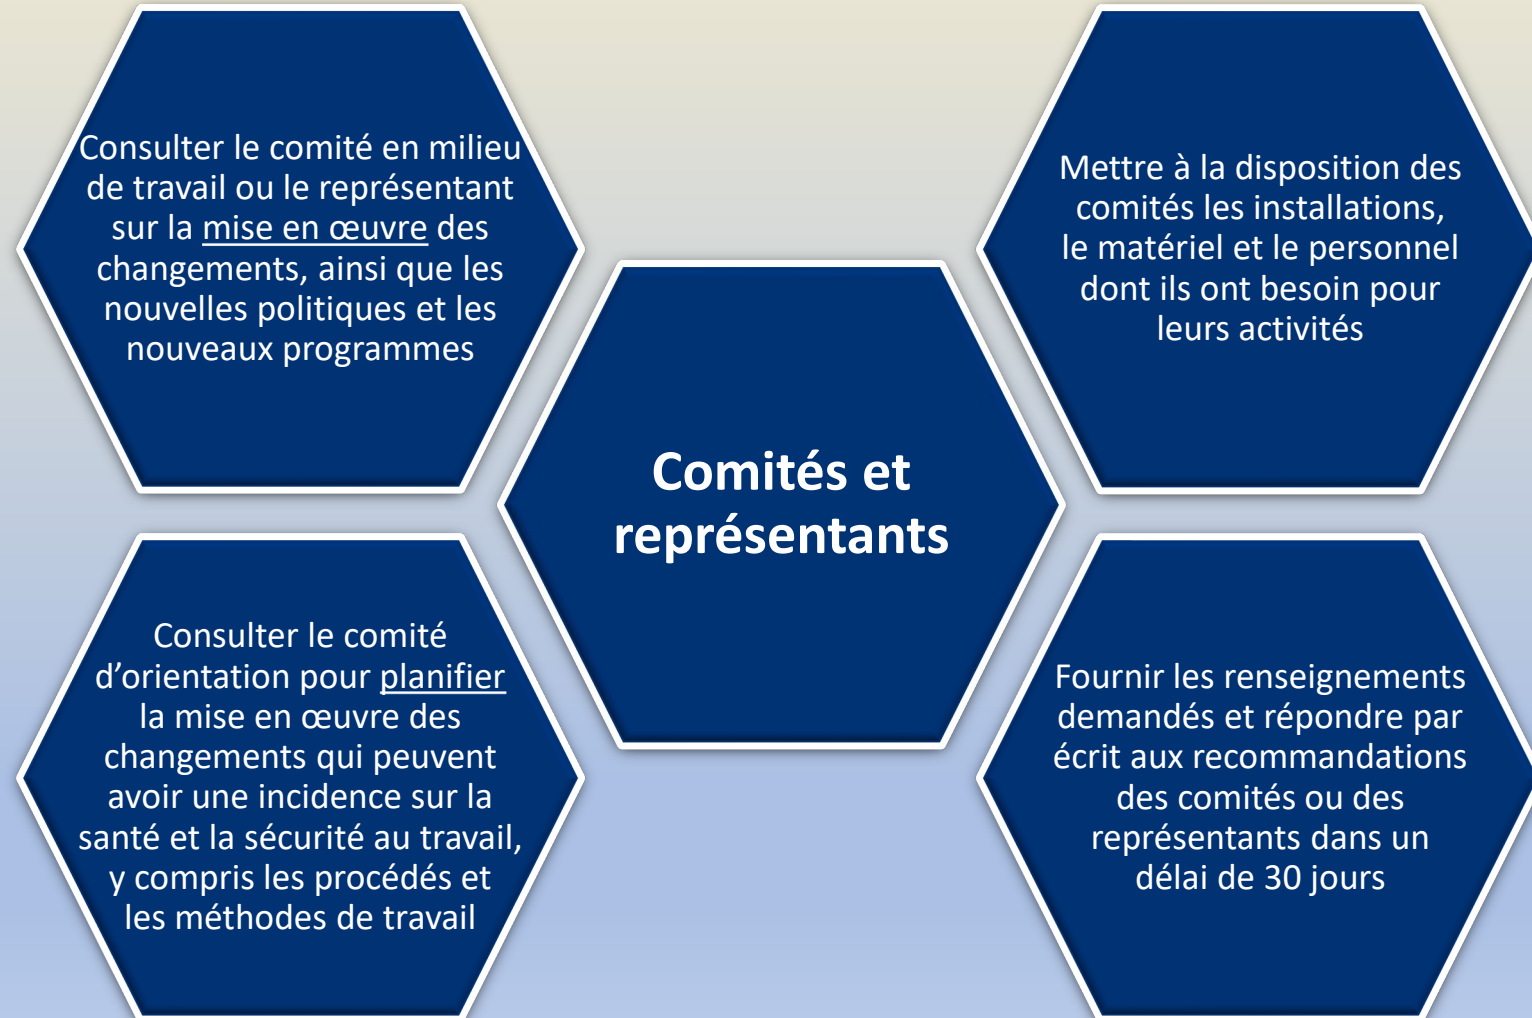 Consulter le comité en milieu
de travail ou le représentant
sur la mise en œuvre des
changements, ainsi que les
nouvelles politiques et les
nouveaux programmes
Mettre à la disposition des
comités les installations,
le matériel et le personnel
dont ils ont besoin pour
leurs activités
Comités et
représentants
Consulter le comité
d’orientation pour planifier
la mise en œuvre des
changements qui peuvent
avoir une incidence sur la
santé et la sécurité au travail,
y compris les procédés et
les méthodes de travail
Fournir les renseignements
demandés et répondre par
écrit aux recommandations
des comités ou des
représentants dans un
délai de 30 jours